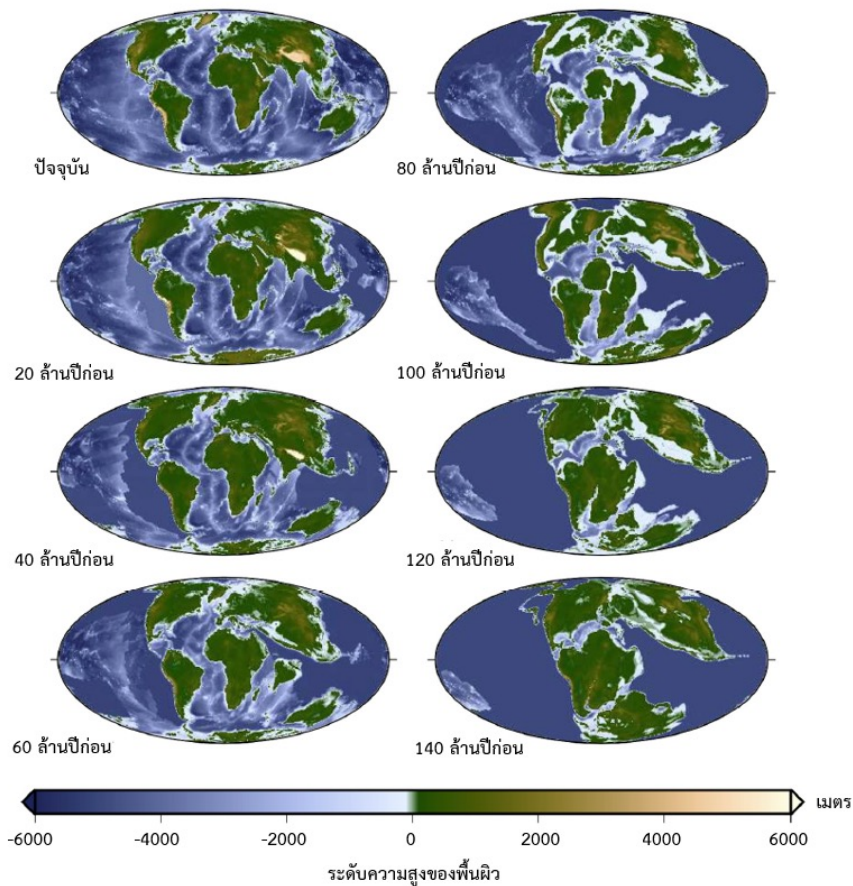 ปัจจุบัน
80 ล้านปีก่อน
20 ล้านปีก่อน
100 ล้านปีก่อน
40 ล้านปีก่อน
120 ล้านปีก่อน
60 ล้านปีก่อน
140 ล้านปีก่อน
เมตร
-6000 -4000 -2000 0 2000 4000 6000
ระดับความสูงของพื้นผิว